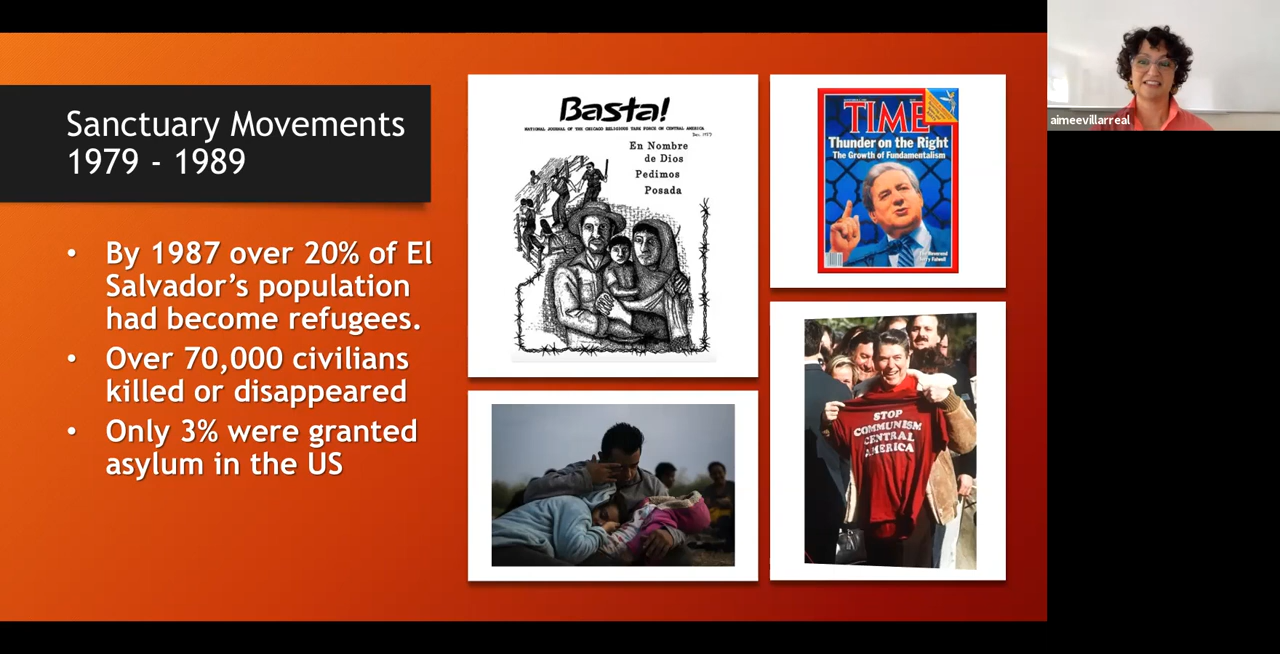 Sanctuary Movements
1979 - 1989
• By 1987 over 20% of El
Salvador’s population
had become refugees.
• Over 70,000 civilians
killed or disappeared
• Only 3% were granted
asylum in the US
Basta!
NATIONAL JOURNAL OF THE CHICAGO RELIGIOUS TASK FORCE ON CENTRAL AMERICA
En Nombre
de Dios
Pedimos
Posada
TIME
Thunder on the Right
The Growth of Fundamentalism
STOP
COMMUNISM
CENTRAL
AMERICA
aimeevillarreal